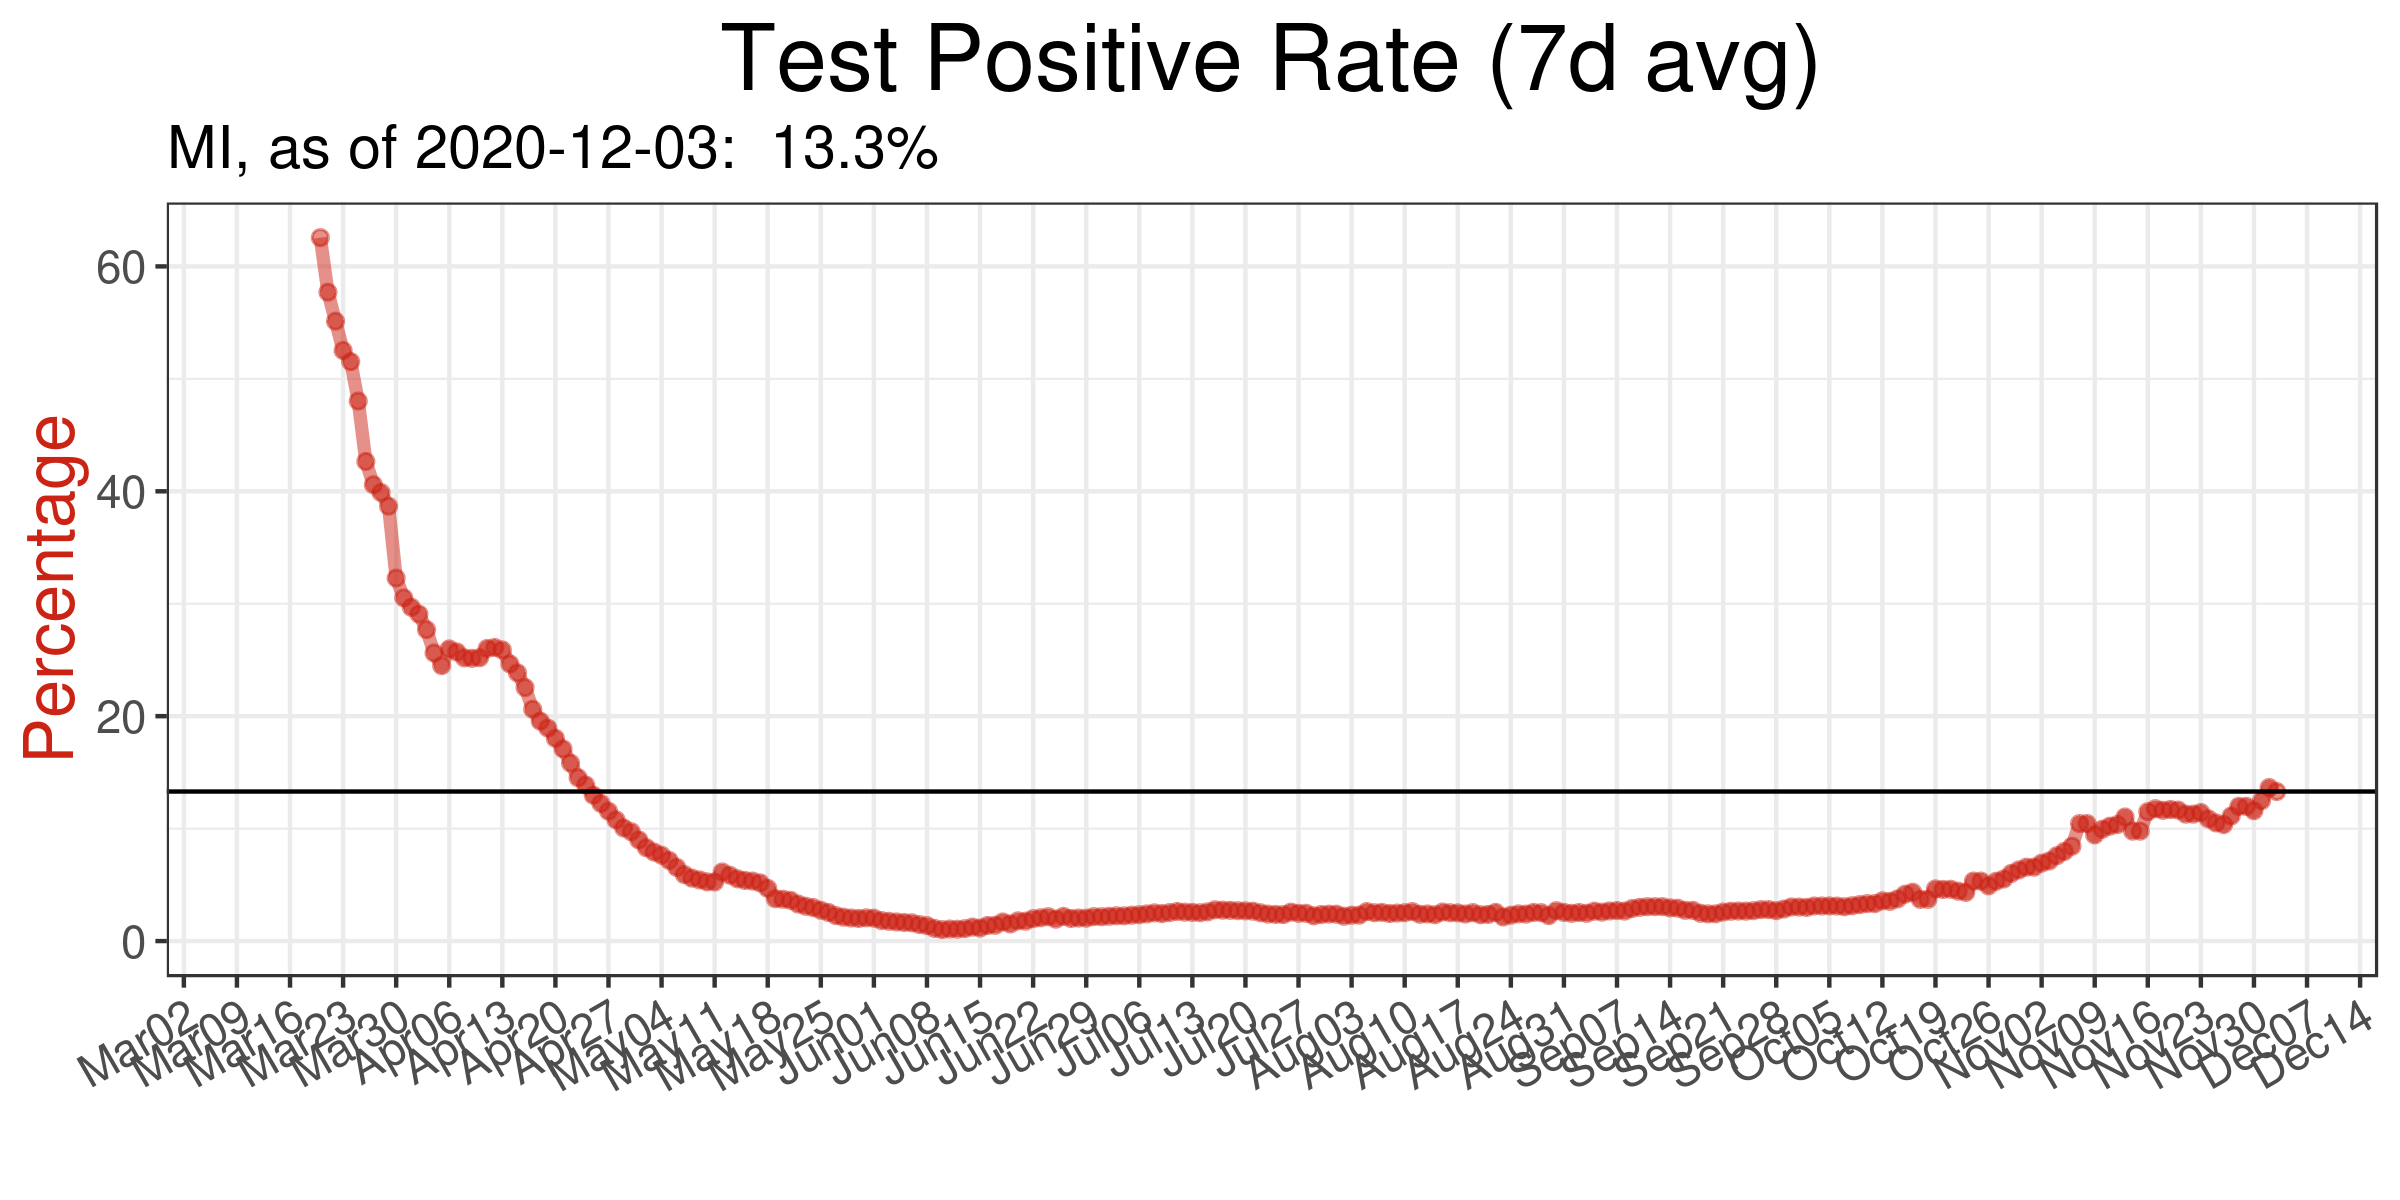 Test Positive Rate (7d avg)
MI, as of 2020-12-03:  13.3%
Percentage
60
40
20
0
Mar02
Mar09
Mar16
Mar23
Mar30
Apr06
Apr13
Apr20
Apr27
May04
May11
May18
May25
Jun01
Jun08
Jun15
Jun22
Jun29
Jul06
Jul13
Jul20
Jul27
Aug03
Aug10
Aug17
Aug24
Aug31
Sep07
Sep14
Sep21
Sep28
Oct05
Oct12
Oct19
Oct26
Nov02
Nov09
Nov16
Nov23
Nov30
Dec07
Dec14